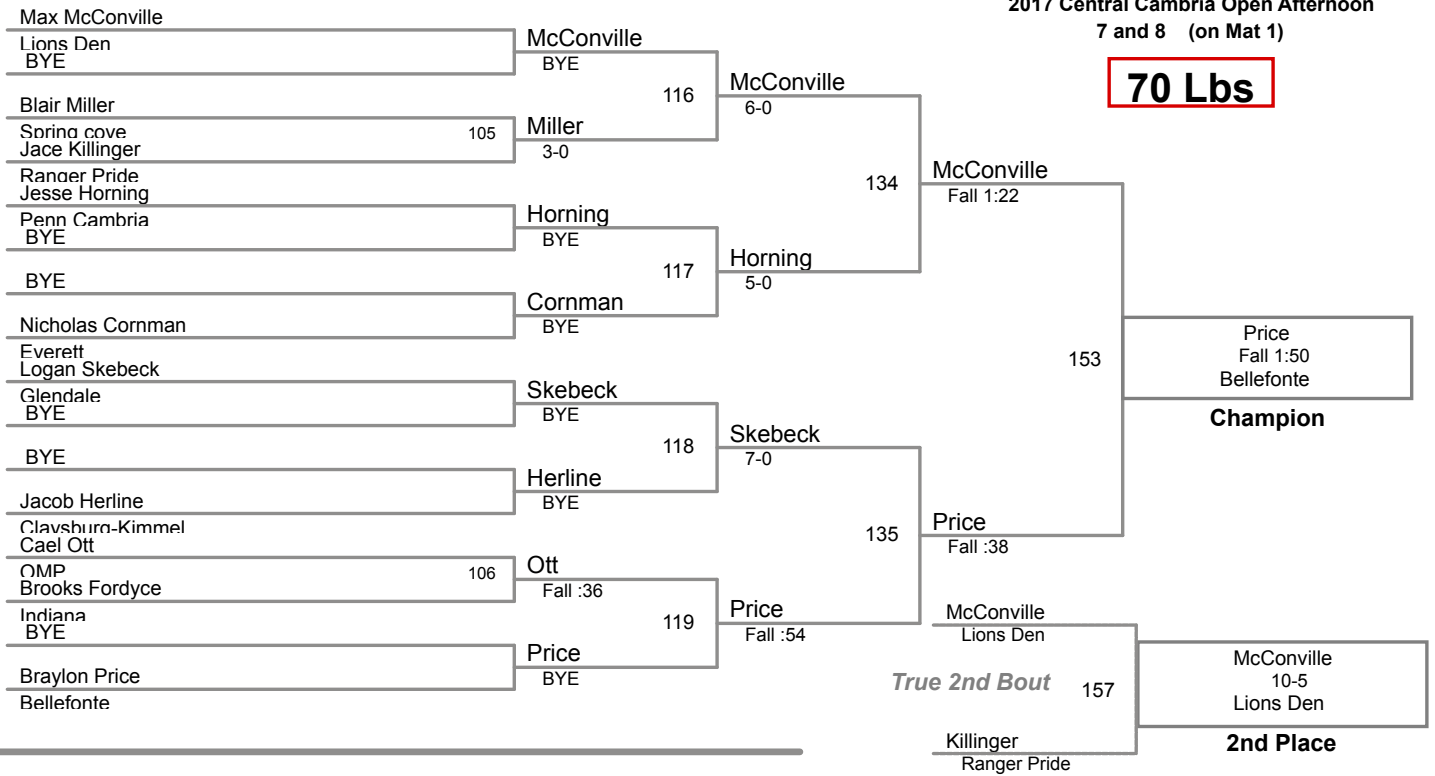 2017 Central Cambria Open Afternoon
7 and 8 (on Mat 1)
70 Lbs
Max McConville
Lions Den
BYE
Blair Miller
Spring cove
Jace Killinger
Ranger Pride
Jesse Horning
Penn Cambria
BYE
BYE
Nicholas Cornman
Everett
Logan Skebeck
Glendale
BYE
BYE
Jacob Herline
Claysburg-Kimmel
Cael Ott
OMP
Brooks Fordyce
Indiana
BYE
Braylon Price
Bellefonte
105
106
McConville
BYE
Miller
3-0
Horning
BYE
Cornman
BYE
Skebeck
BYE
Herline
BYE
Ott
Fall :36
Price
BYE
116
117
118
119
McConville
6-0
Horning
5-0
Skebeck
7-0
Price
Fall :54
134
135
McConville
Fall 1:22
Price
Fall :38
153
Price
Fall 1:50
Bellefonte
Champion
McConville
Lions Den
True 2nd Bout
157
Killinger
Ranger Pride
McConville
10-5
Lions Den
2nd Place